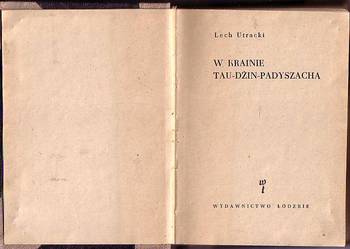 Lech Utracki
W KRAINIE
TAU-DŻIN-PADYSZACHA
w
ł
WYDAWNICTWO ŁÓDZKIE